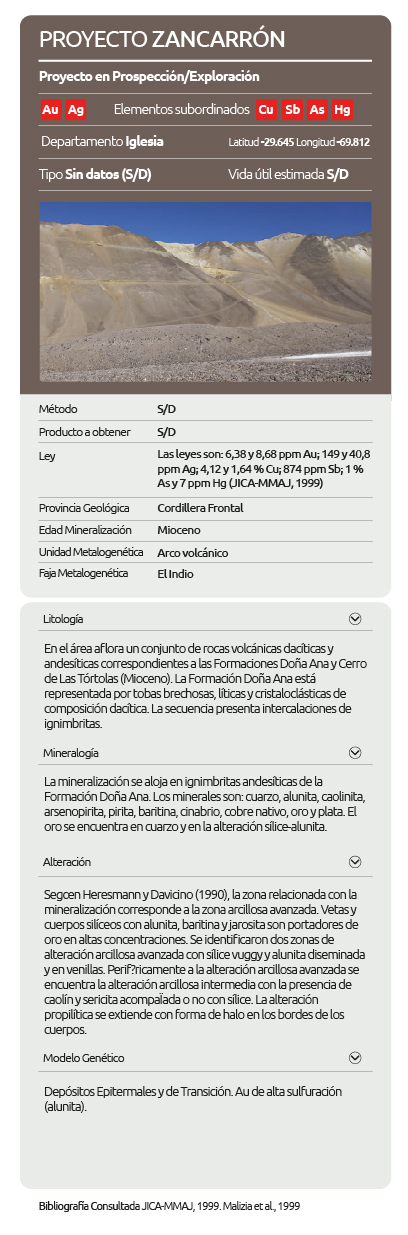 PROYECTO ZANCARRÓN
Proyecto en Prospección/Exploración
Au Ag Elementos subordinados Cu Sb As Hg
Departamento Iglesia Latitud -29.645 Longitud -69.812
Tipo Sin datos (S/D) Vida útil estimada S/D
Método S/D
Producto a obtener S/D
Ley Las leyes son: 6,38 y 8,68 ppm Au; 149 y 40,8
ppm Ag; 4,12 y 1,64 % Cu; 874 ppm Sb; 1 %
As y 7 ppm Hg (JICA-MMAJ, 1999)
Provincia Geológica Cordillera Frontal
Edad Mineralización Mioceno
Unidad Metalogenética Arco volcánico
Faja Metalogenética El Indio
Litología
En el área aflora un conjunto de rocas volcánicas dacíticas y
andesíticas correspondientes a las Formaciones Doña Ana y Cerro
de Las Tórtolas (Mioceno). La Formación Doña Ana está
representada por tobas brechosas, líticas y cristaloclásticas de
composición dacítica. La secuencia presenta intercalaciones de
ignimbritas.
Mineralogía
La mineralización se aloja en ignimbritas andesíticas de la
Formación Doña Ana. Los minerales son: cuarzo, alunita, caolinita,
arsenopirita, pirita, baritina, cinabrio, cobre nativo, oro y plata. El
oro se encuentra en cuarzo y en la alteración sílice-alunita.
Alteración
Segœn Heresmann y Davicino (1990), la zona relacionada con la
mineralización corresponde a la zona arcillosa avanzada. Vetas y
cuerpos silíceos con alunita, baritina y jarosita son portadores de
oro en altas concentraciones. Se identificaron dos zonas de
alteración arcillosa avanzada con sílice vuggy y alunita diseminada
y en venillas. Perif?ricamente a la alteración arcillosa avanzada se
encuentra la alteración arcillosa intermedia con la presencia de
caolín y sericita acompaIada o no con sílice. La alteración
propilítica se extiende con forma de halo en los bordes de los
cuerpos.
Modelo Genético
Depósitos Epitermales y de Transición. Au de alta sulfuración
(alunita).
Bibliografía Consultada JICA-MMAJ, 1999. Malizia et al., 1999